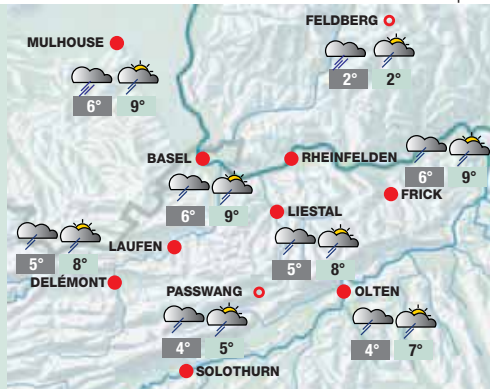 FELDBERG
MULHOUSE
2° 2°
6° 9°
BASEL
RHEINFELDEN
6° 9°
FRICK
6° 9°
LIESTAL
LAUFEN
5° 8°
5° 8°
DELÉMONT
PASSWANG
OLTEN
4° 5°
4° 7°
SOLOTHURN